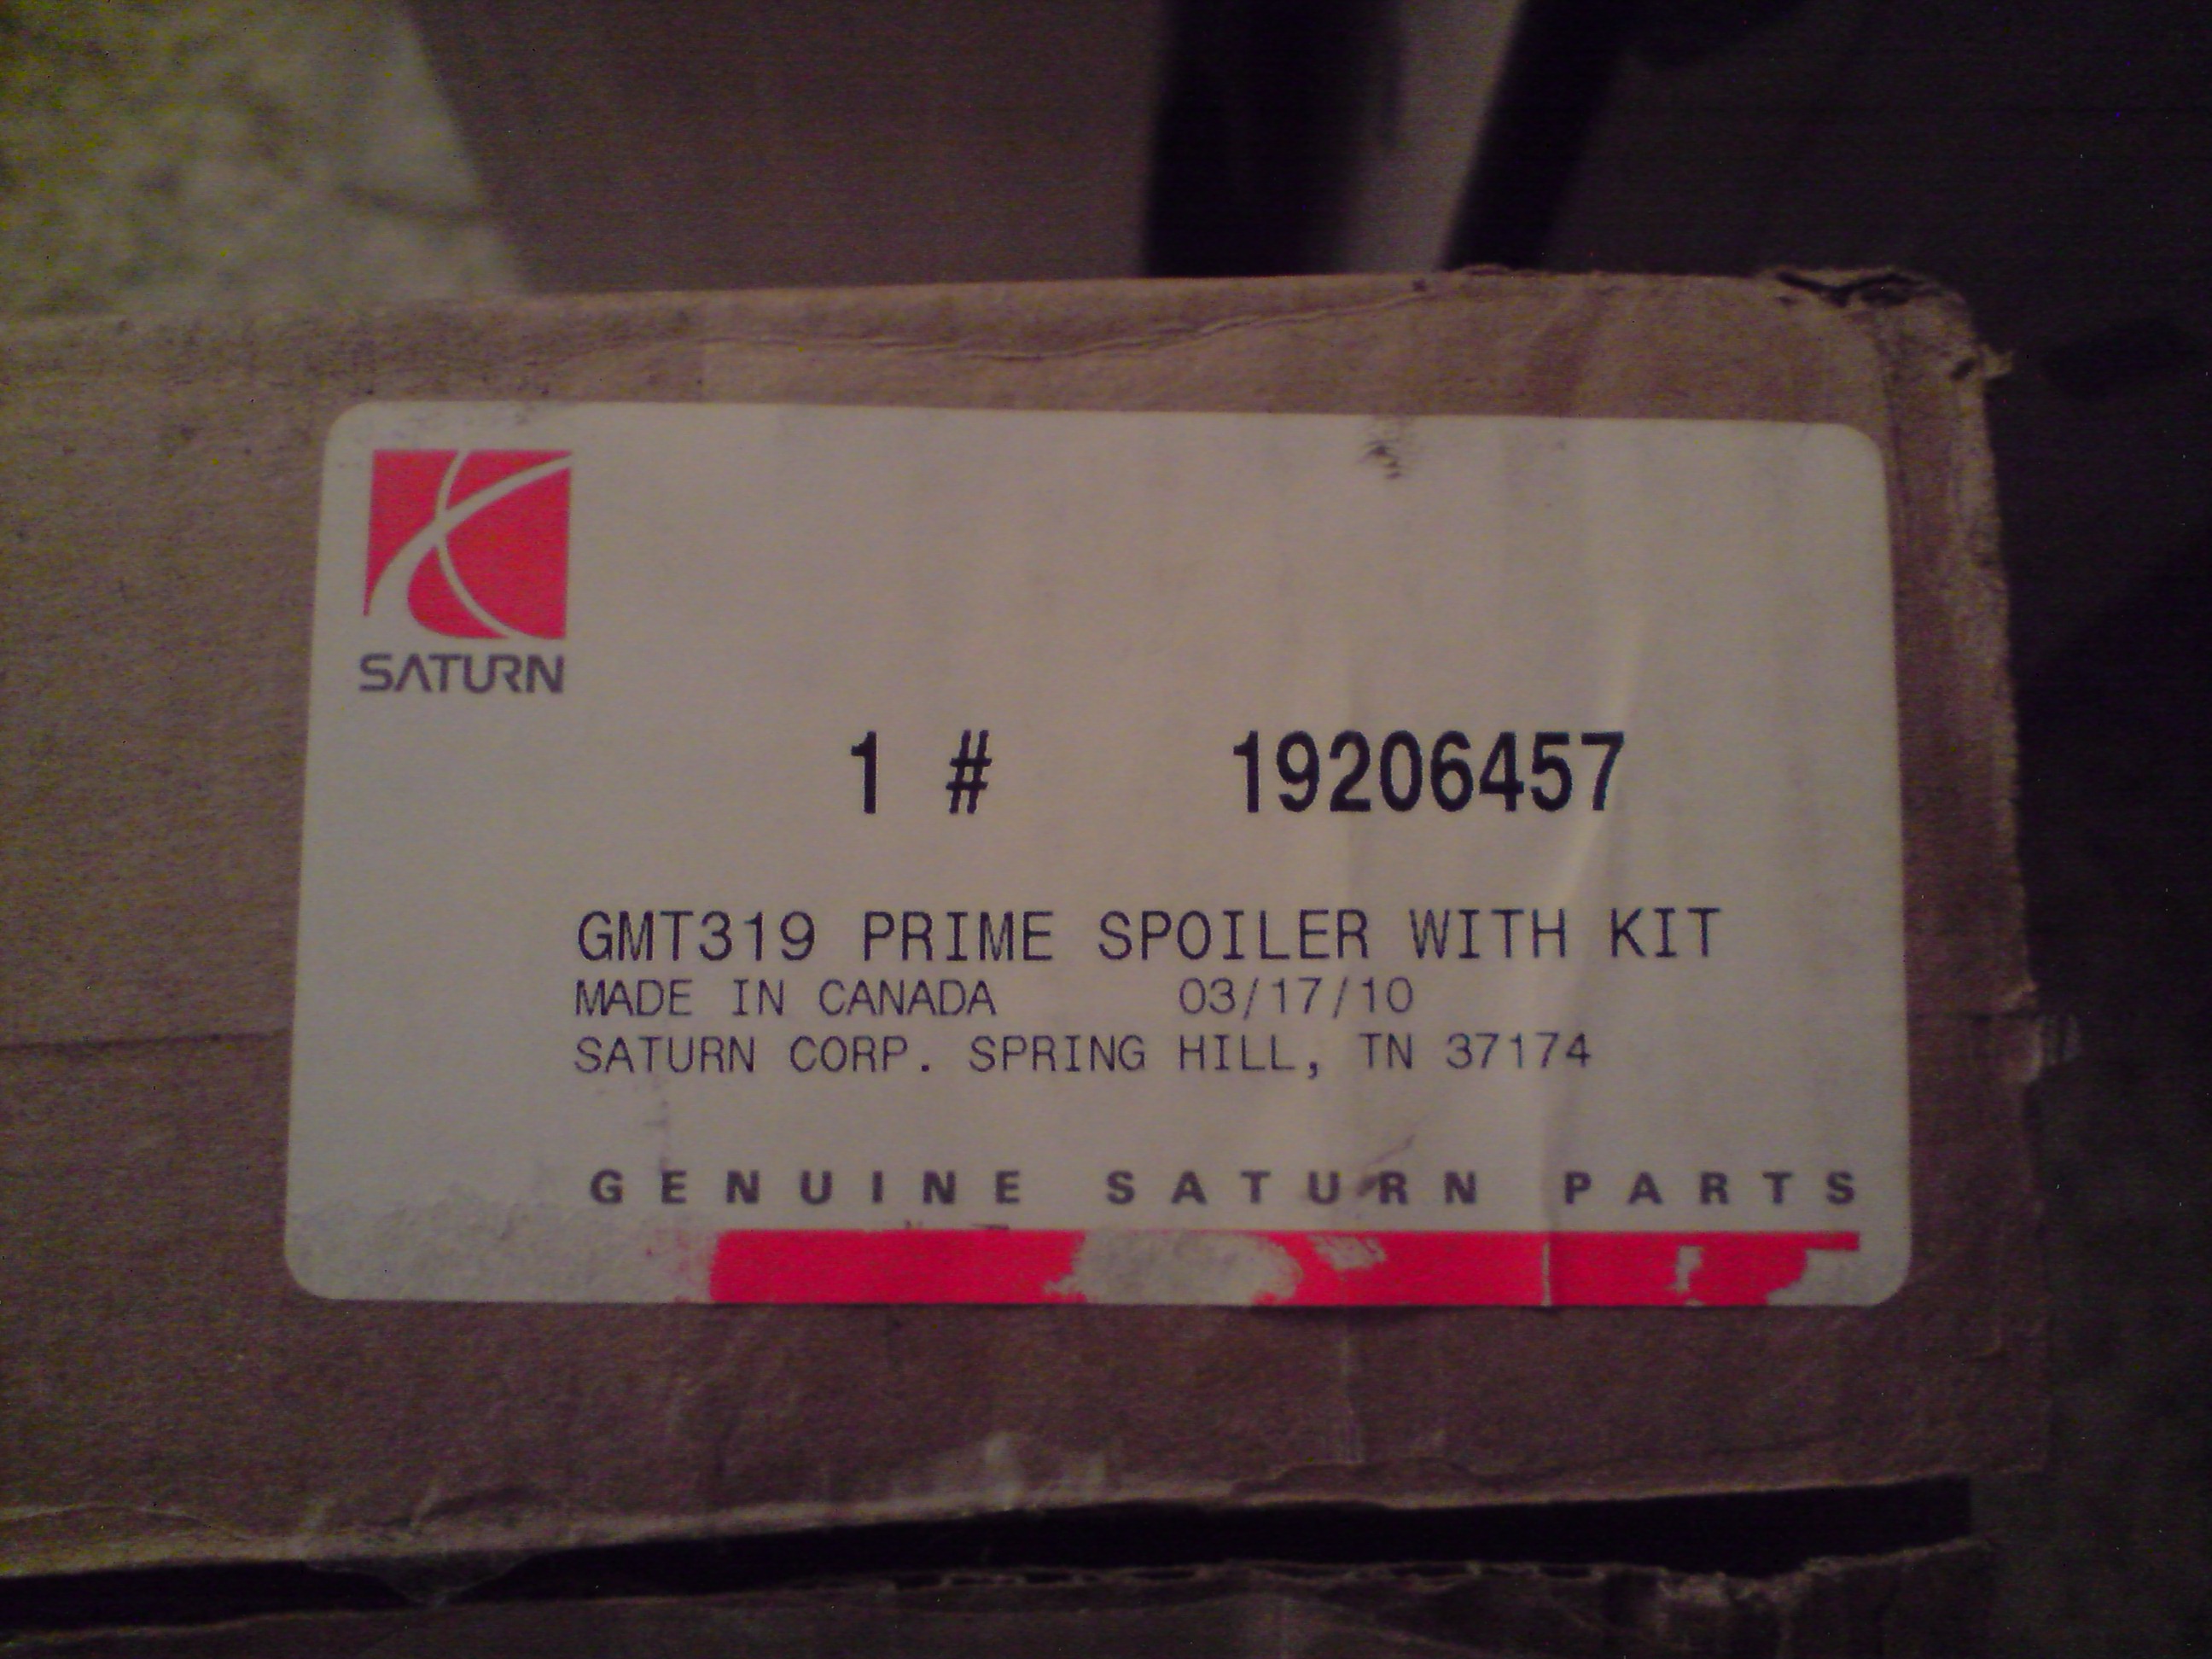 SATURN
1 # 19206457
GMT319 PRIME SPOILER WITH KIT
MADE IN CANADA 03/17/10
SATURN CORP. SPRING HILL, TN 37174
GENUINE SATURN PARTS